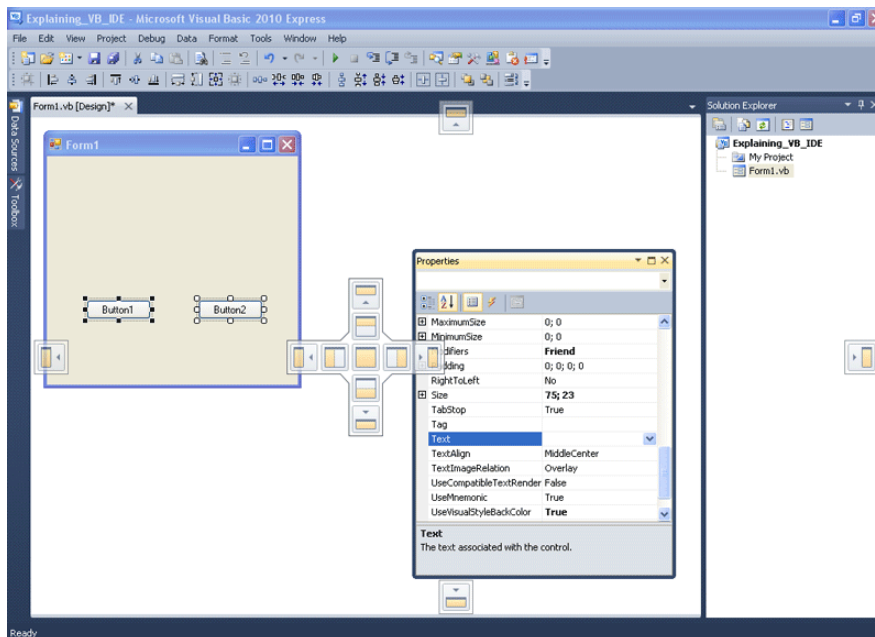 Explaining_VB_IDE - Microsoft Visual Basic 2010 Express
File Edit View Project Debug Data Format Tools Window Help
Form1.vb [Design]*
Data Sources
Toolbox
Form1
Button1
Button2
Properties
MaximumSize 0; 0
MinimumSize 0; 0
difiers Friend
dding 0; 0; 0; 0
RightToLeft No
Size 75; 23
TabStop True
Tag
Text
TextAlign MiddleCenter
TextImageRelation Overlay
UseCompatibleTextRender False
UseMnemonic True
UseVisualStyleBackColor True
Text
The text associated with the control.
Solution Explorer
Explaining_VB_IDE
My Project
Form1.vb
Ready